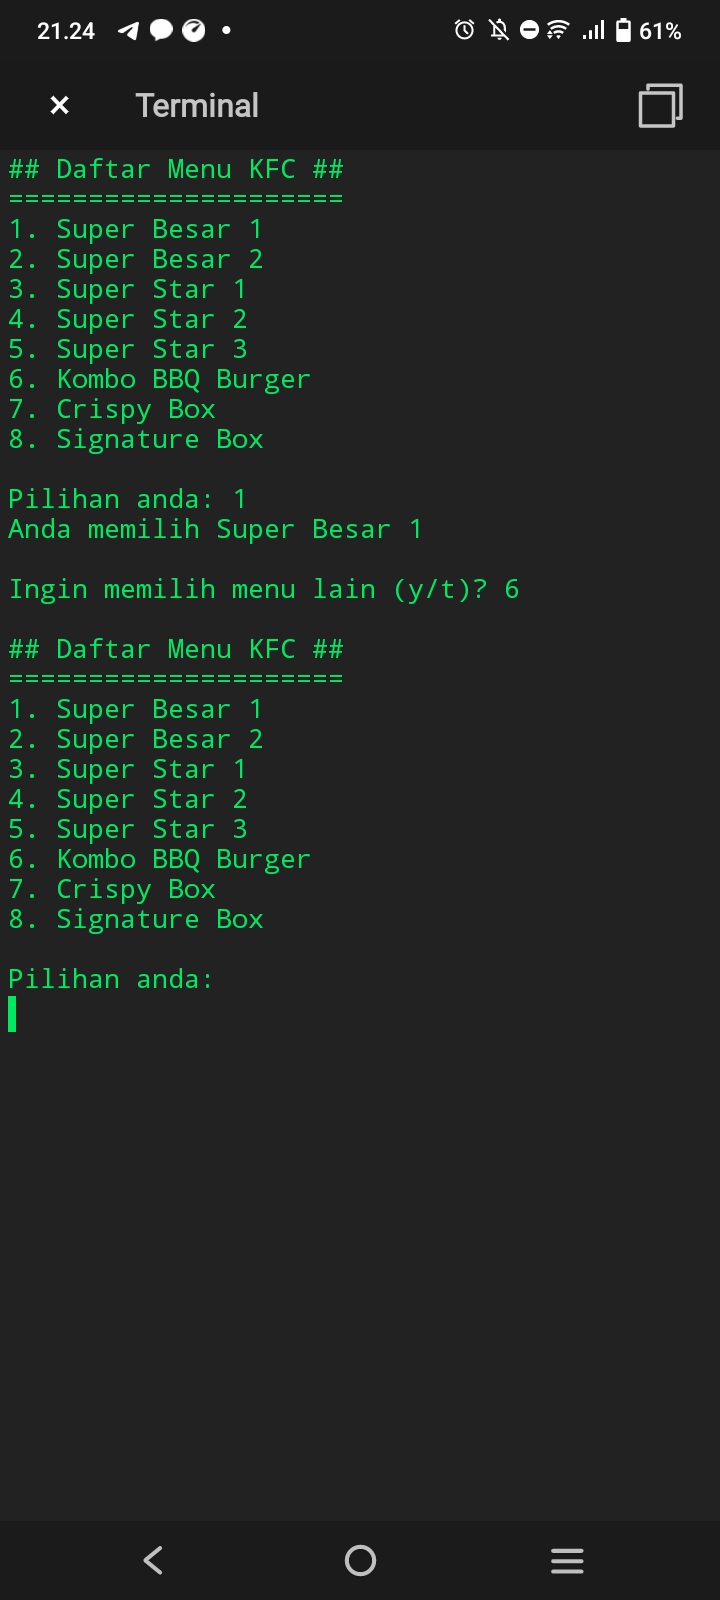 21.24
61%
Terminal
## Daftar Menu KFC ##
=====================
1. Super Besar 1
2. Super Besar 2
3. Super Star 1
4. Super Star 2
5. Super Star 3
6. Kombo BBQ Burger
7. Crispy Box
8. Signature Box
Pilihan anda: 1
Anda memilih Super Besar 1
Ingin memilih menu lain (y/t)? 6
## Daftar Menu KFC ##
=====================
1. Super Besar 1
2. Super Besar 2
3. Super Star 1
4. Super Star 2
5. Super Star 3
6. Kombo BBQ Burger
7. Crispy Box
8. Signature Box
Pilihan anda: